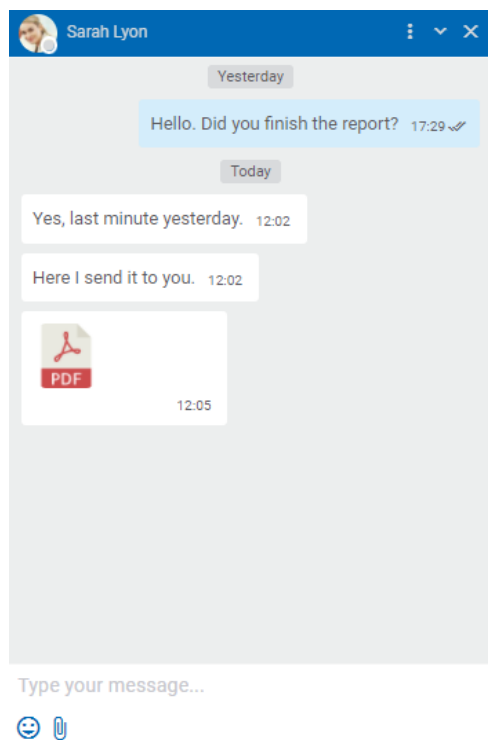 Sarah Lyon
Yesterday
Hello. Did you finish the report? 17:29
Today
Yes, last minute yesterday. 12:02
Here I send it to you. 12:02
PDF
12:05
Type your message...